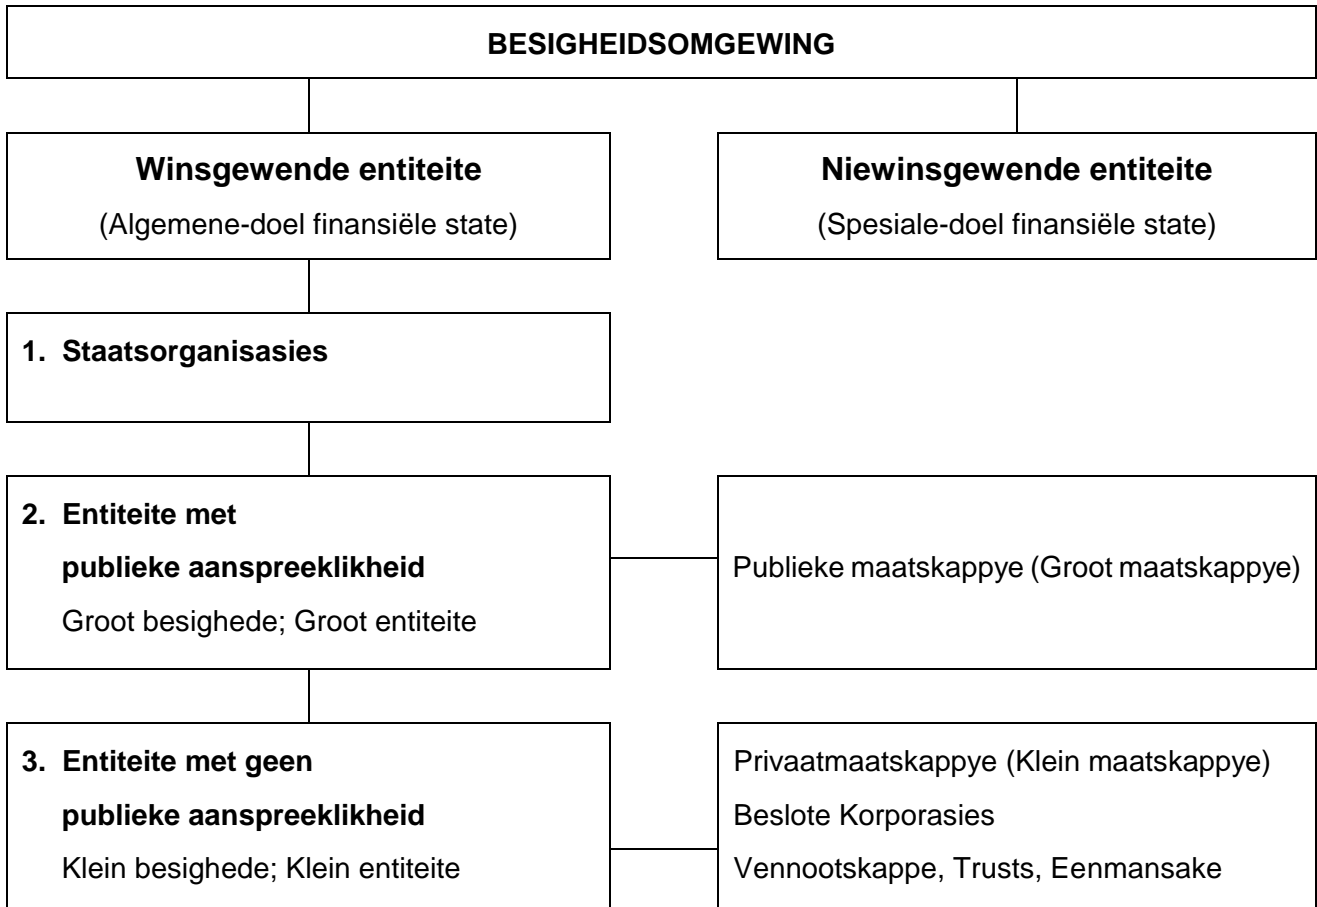 BESIGHEIDSOMGEWING
Winsgewende entiteite
(Algemene-doel finansiële state)
Niewinsgewende entiteite
(Spesiale-doel finansiële state)
1. Staatsorganisasies
2. Entiteite met
publieke aanspreeklikheid
Groot besighede; Groot entiteite
Publieke maatskappye (Groot maatskappye)
3. Entiteite met geen
publieke aanspreeklikheid
Klein besighede; Klein entiteite
Privaatmaatskappye (Klein maatskappye)
Beslote Korporasies
Vennootskappe, Trusts, Eenmansake